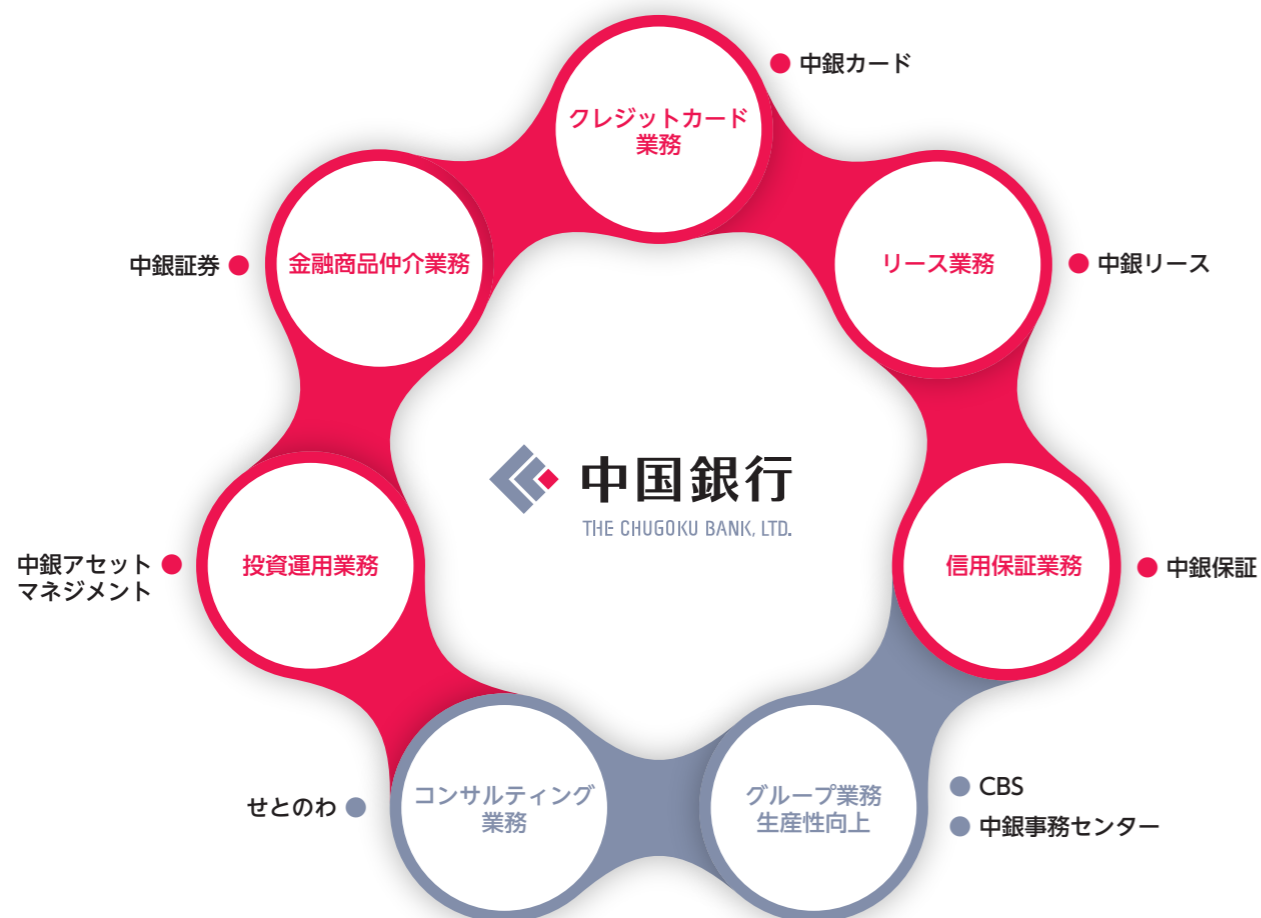 中銀カード
クレジットカード
業務
中銀証券
金融商品仲介業務
リース業務
中銀リース
中国銀行
THE CHUGOKU BANK, LTD.
中銀アセット
マネジメント
投資運用業務
信用保証業務
中銀保証
せとのわ
コンサルティング
業務
グループ業務
生産性向上
CBS
中銀事務センター